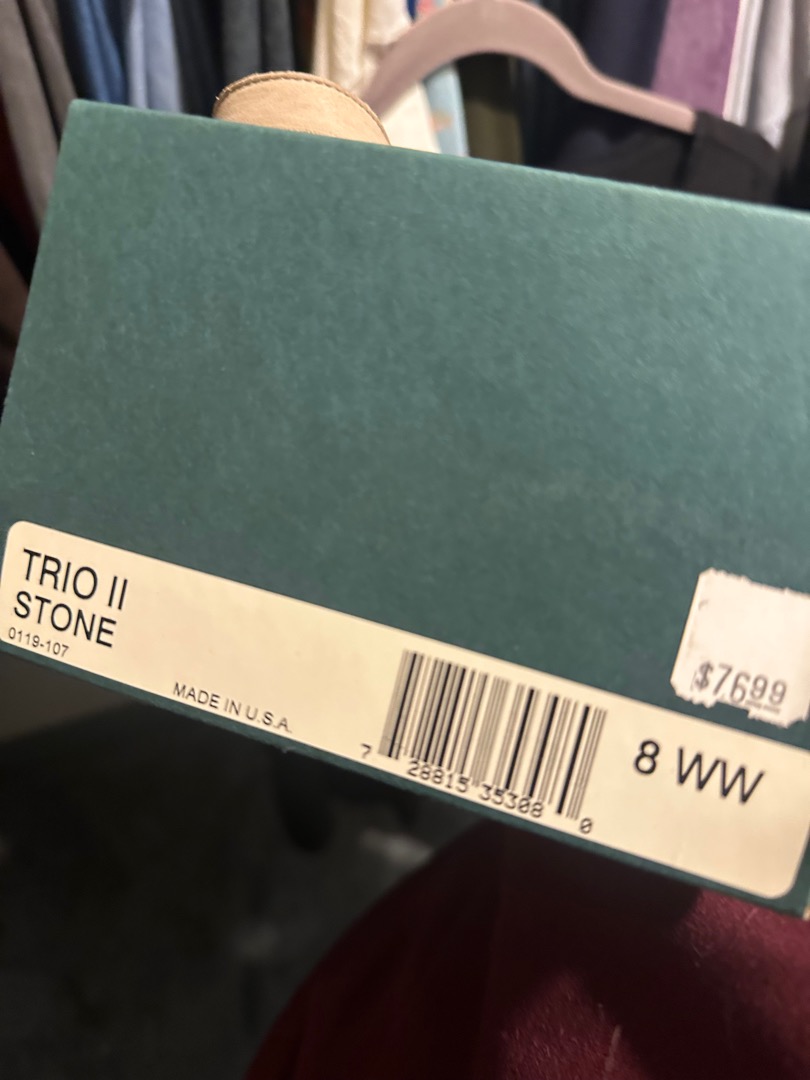 TRIO II
STONE
0119-107
MADE IN U.S.A.
7 28815 35308 0
8 WW
$76.99